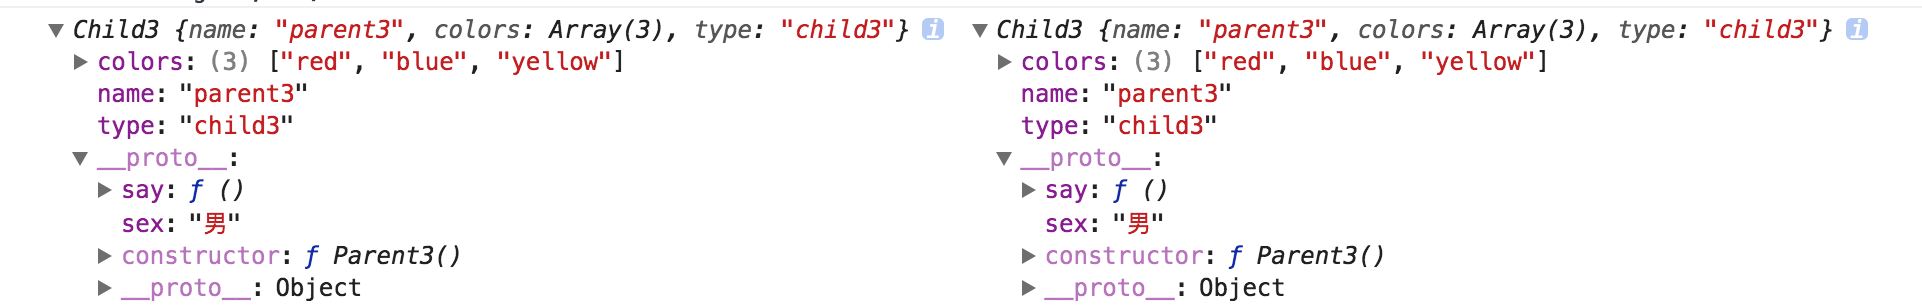 Child3 {name: "parent3", colors: Array(3), type: "child3"} i
colors: (3) ["red", "blue", "yellow"]
name: "parent3"
type: "child3"
__proto__:
say: ƒ ()
sex: "男"
constructor: ƒ Parent3()
__proto__: Object
Child3 {name: "parent3", colors: Array(3), type: "child3"} i
colors: (3) ["red", "blue", "yellow"]
name: "parent3"
type: "child3"
__proto__:
say: ƒ ()
sex: "男"
constructor: ƒ Parent3()
__proto__: Object